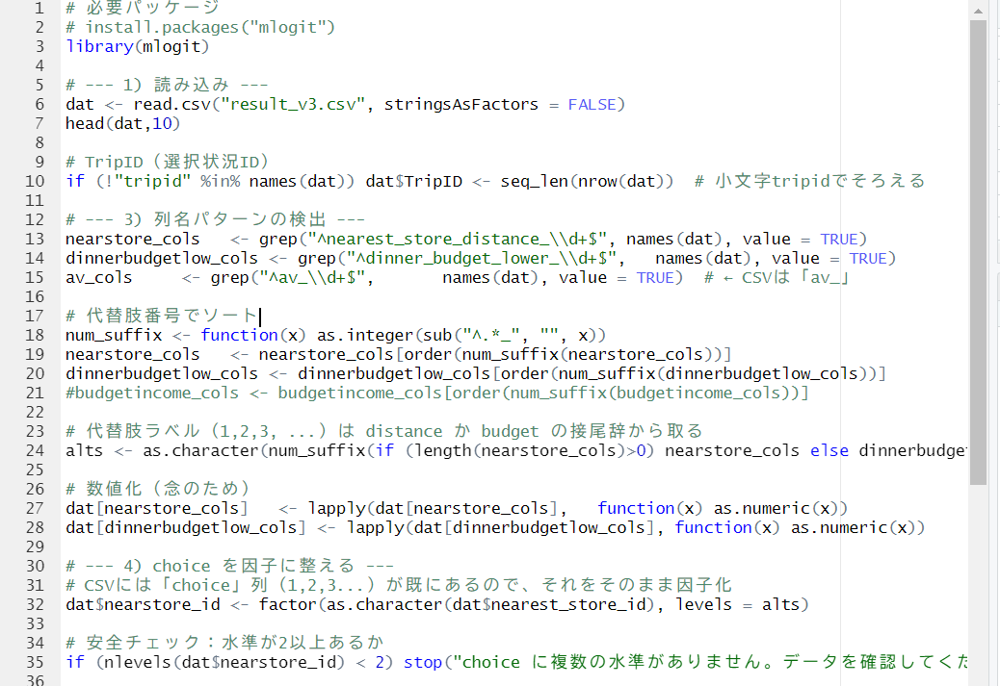 1 # 必要パッケージ
2 # install.packages("mlogit")
3 library(mlogit)
4
5 # --- 1) 読み込み ---
6 dat <- read.csv("result_v3.csv", stringsAsFactors = FALSE)
7 head(dat,10)
8
9 # TripID（選択状況ID）
10 if (!"tripid" %in% names(dat)) dat$TripID <- seq_len(nrow(dat))  # 小文字tripidでそろえる
11
12 # --- 3) 列名パターンの検出 ---
13 nearstore_cols   <- grep("^nearest_store_distance_\\d+$", names(dat), value = TRUE)
14 dinnerbudgetlow_cols <- grep("^dinner_budget_lower_\\d+$",   names(dat), value = TRUE)
15 av_cols     <- grep("^av_\\d+$",       names(dat), value = TRUE)  # ← CSVは「av_」
16
17 # 代替肢番号でソート
18 num_suffix <- function(x) as.integer(sub("^.*_", "", x))
19 nearstore_cols   <- nearstore_cols[order(num_suffix(nearstore_cols))]
20 dinnerbudgetlow_cols <- dinnerbudgetlow_cols[order(num_suffix(dinnerbudgetlow_cols))]
21 #budgetincome_cols <- budgetincome_cols[order(num_suffix(budgetincome_cols))]
22
23 # 代替肢ラベル（1,2,3, ...）は distance か budget の接尾辞から取る
24 alts <- as.character(num_suffix(if (length(nearstore_cols)>0) nearstore_cols else dinnerbudge
25
26 # 数値化（念のため）
27 dat[nearstore_cols]   <- lapply(dat[nearstore_cols],   function(x) as.numeric(x))
28 dat[dinnerbudgetlow_cols] <- lapply(dat[dinnerbudgetlow_cols], function(x) as.numeric(x))
29
30 # --- 4) choice を因子に整える ---
31 # CSVには「choice」列（1,2,3...）が既にあるので、それをそのまま因子化
32 dat$nearstore_id <- factor(as.character(dat$nearest_store_id), levels = alts)
33
34 # 安全チェック：水準が2以上あるか
35 if (nlevels(dat$nearstore_id) < 2) stop("choice に複数の水準がありません。データを確認してくだ
36